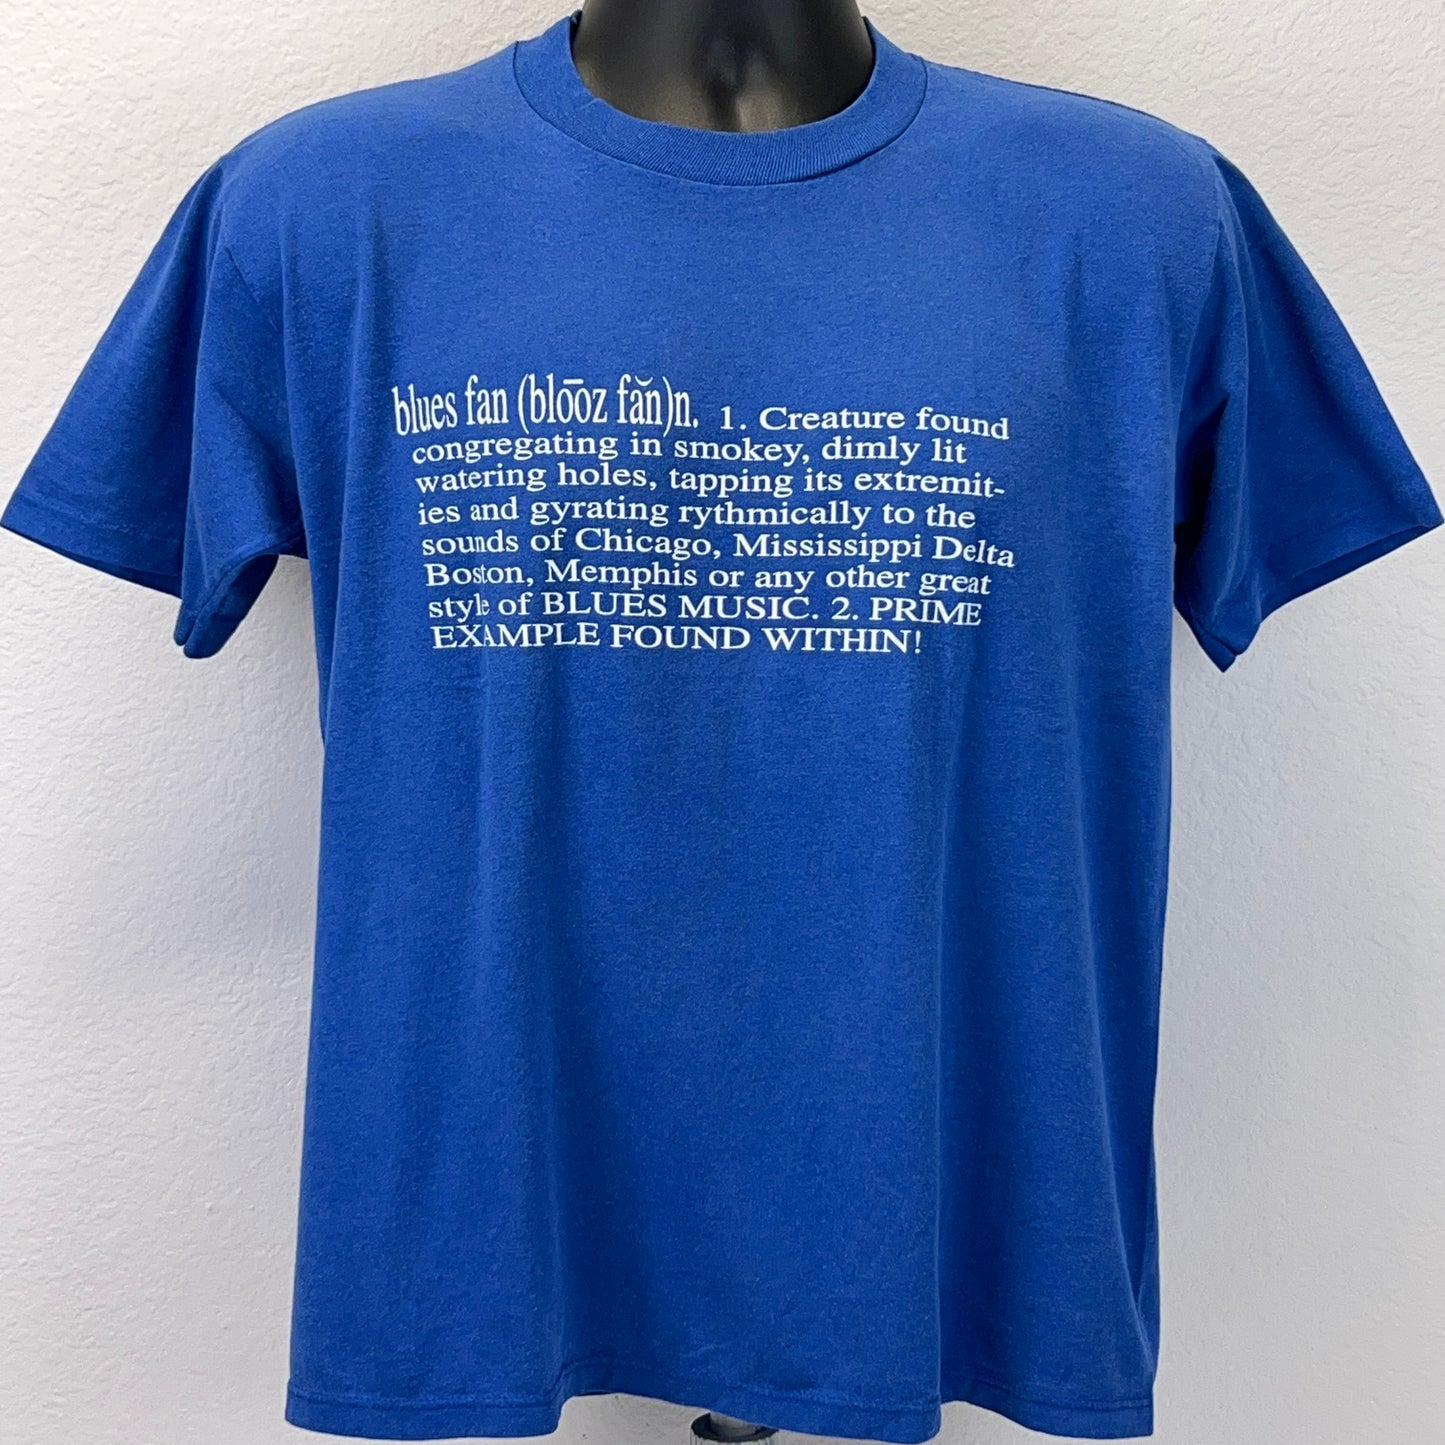 blues fan (blo͞oz făn)n. 1. Creature found
congregating in smokey, dimly lit
watering holes, tapping its extremit-
ies and gyrating rythmically to the
sounds of Chicago, Mississippi Delta
Boston, Memphis or any other great
style of BLUES MUSIC. 2. PRIME
EXAMPLE FOUND WITHIN!